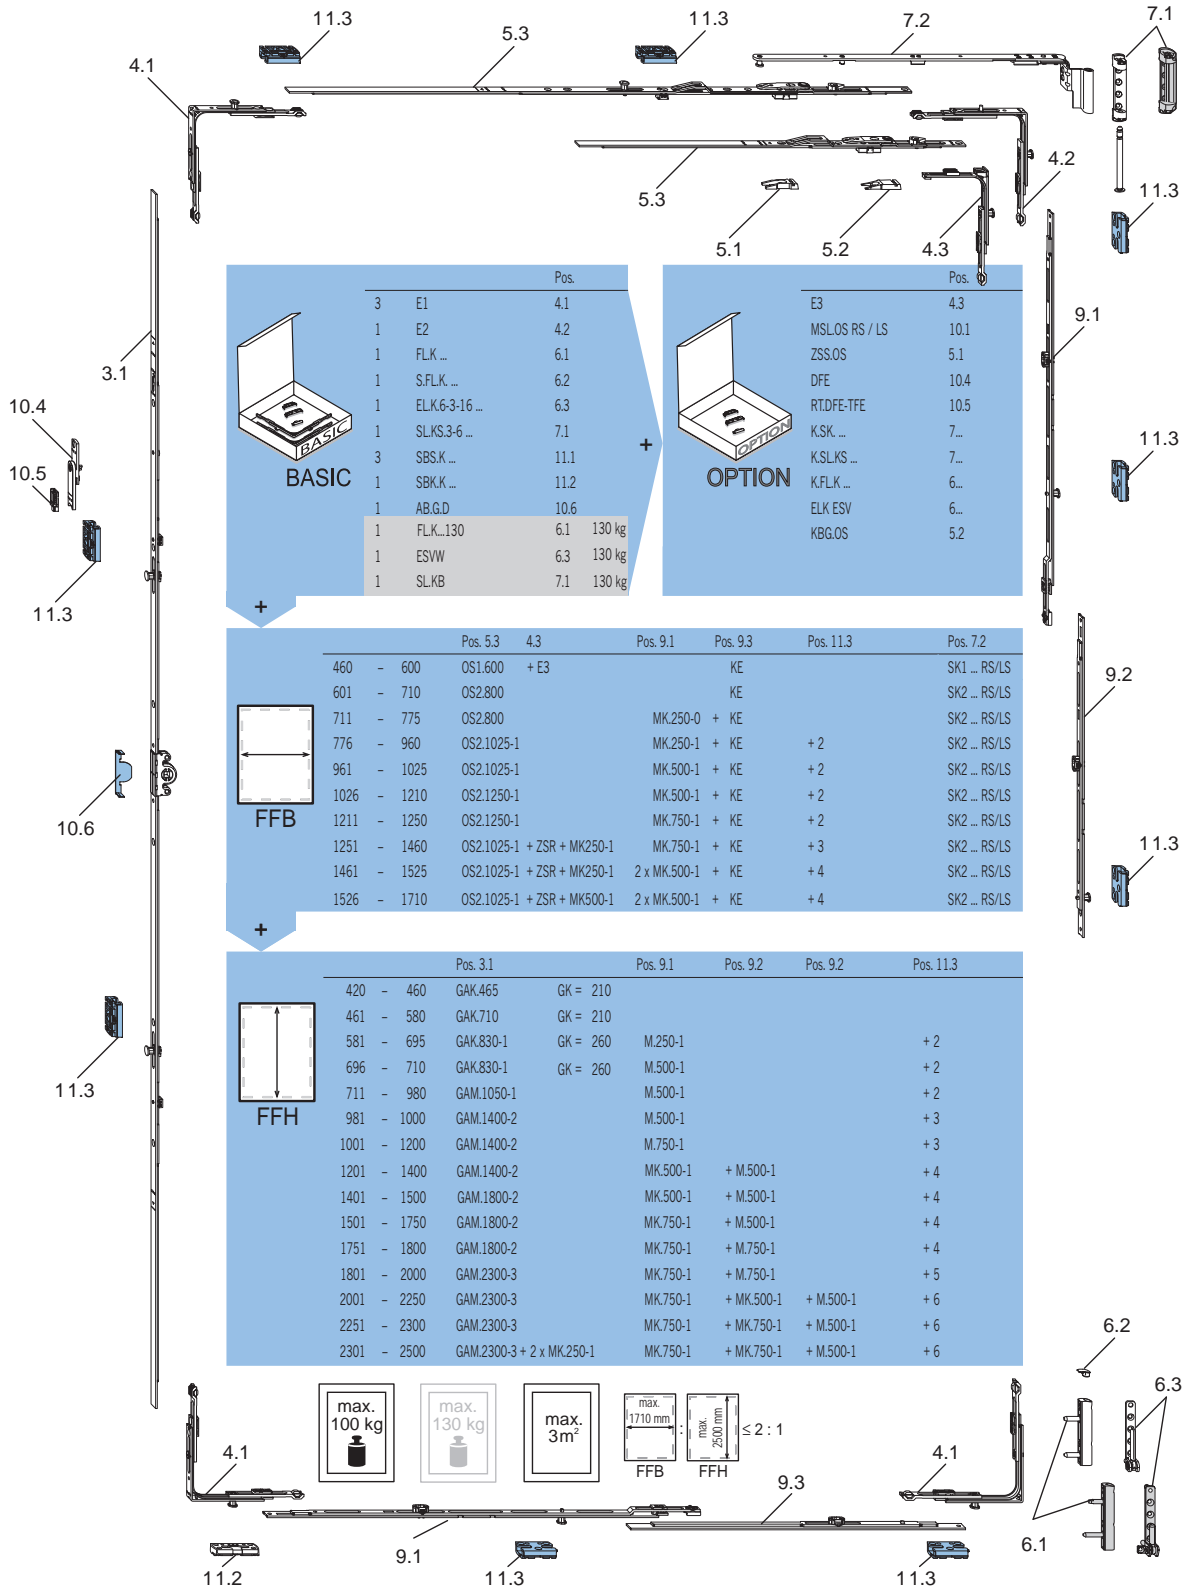 11.3
5.3
11.3
7.2
7.1
4.1
5.3
4.2
5.1
5.2
4.3
11.3
3.1
9.1
10.4
10.5
11.3
11.3
9.2
10.6
11.3
11.3
Pos.
3 E1 4.1
1 E2 4.2
1 FL.K ... 6.1
1 S.FL.K. ... 6.2
1 EL.K.6-3-16 ... 6.3
1 SL.KS.3-6 ... 7.1
3 SBS.K ... 11.1
1 SBK.K ... 11.2
1 AB.G.D 10.6
1 FL.K...130 6.1 130 kg
1 ESVW 6.3 130 kg
1 SL.KB 7.1 130 kg
BASIC
BASIC
+
Pos.
E3 4.3
MSL.OS RS / LS 10.1
ZSS.OS 5.1
DFE 10.4
RT.DFE-TFE 10.5
K.SK. ... 7...
K.SL.KS ... 7...
K.FL.K ... 6...
ELK ESV 6...
KBG.OS 5.2
OPTION
OPTION
+
Pos. 5.3 4.3 Pos. 9.1 Pos. 9.3 Pos. 11.3 Pos. 7.2
460 – 600 OS1.600 + E3 KE SK1 ... RS/LS
601 – 710 OS2.800 KE SK2 ... RS/LS
711 – 775 OS2.800 MK.250-0 + KE SK2 ... RS/LS
776 – 960 OS2.1025-1 MK.250-1 + KE + 2 SK2 ... RS/LS
961 – 1025 OS2.1025-1 MK.500-1 + KE + 2 SK2 ... RS/LS
1026 – 1210 OS2.1250-1 MK.500-1 + KE + 2 SK2 ... RS/LS
1211 – 1250 OS2.1250-1 MK.750-1 + KE + 2 SK2 ... RS/LS
1251 – 1460 OS2.1025-1 + ZSR + MK250-1 MK.750-1 + KE + 3 SK2 ... RS/LS
1461 – 1525 OS2.1025-1 + ZSR + MK250-1 2 x MK.500-1 + KE + 4 SK2 ... RS/LS
1526 – 1710 OS2.1025-1 + ZSR + MK500-1 2 x MK.500-1 + KE + 4 SK2 ... RS/LS
FFB
+
Pos. 3.1 Pos. 9.1 Pos. 9.2 Pos. 9.2 Pos. 11.3
420 – 460 GAK.465 GK = 210
461 – 580 GAK.710 GK = 210
581 – 695 GAK.830-1 GK = 260 M.250-1 + 2
696 – 710 GAK.830-1 GK = 260 M.500-1 + 2
711 – 980 GAM.1050-1 M.500-1 + 2
981 – 1000 GAM.1400-2 M.500-1 + 3
1001 – 1200 GAM.1400-2 M.750-1 + 3
1201 – 1400 GAM.1400-2 MK.500-1 + M.500-1 + 4
1401 – 1500 GAM.1800-2 MK.500-1 + M.500-1 + 4
1501 – 1750 GAM.1800-2 MK.750-1 + M.500-1 + 4
1751 – 1800 GAM.1800-2 MK.750-1 + M.750-1 + 4
1801 – 2000 GAM.2300-3 MK.750-1 + M.750-1 + 5
2001 – 2250 GAM.2300-3 MK.750-1 + MK.500-1 + M.500-1 + 6
2251 – 2300 GAM.2300-3 MK.750-1 + MK.750-1 + M.500-1 + 6
2301 – 2500 GAM.2300-3 + 2 x MK.250-1 MK.750-1 + MK.750-1 + M.500-1 + 6
FFH
max.
100 kg
max.
130 kg
max.
3m²
max.
1710 mm
FFB
:
max.
2500 mm
FFH
≤ 2 : 1
6.2
6.3
4.1
4.1
9.3
9.1
6.1
11.2
11.3
11.3